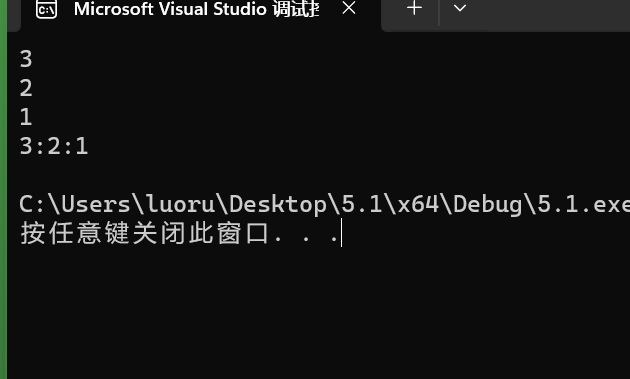 Microsoft Visual Studio 调试
3
2
1
3:2:1
C:\Users\luoru\Desktop\5.1\x64\Debug\5.1.exe
按任意键关闭此窗口. . .